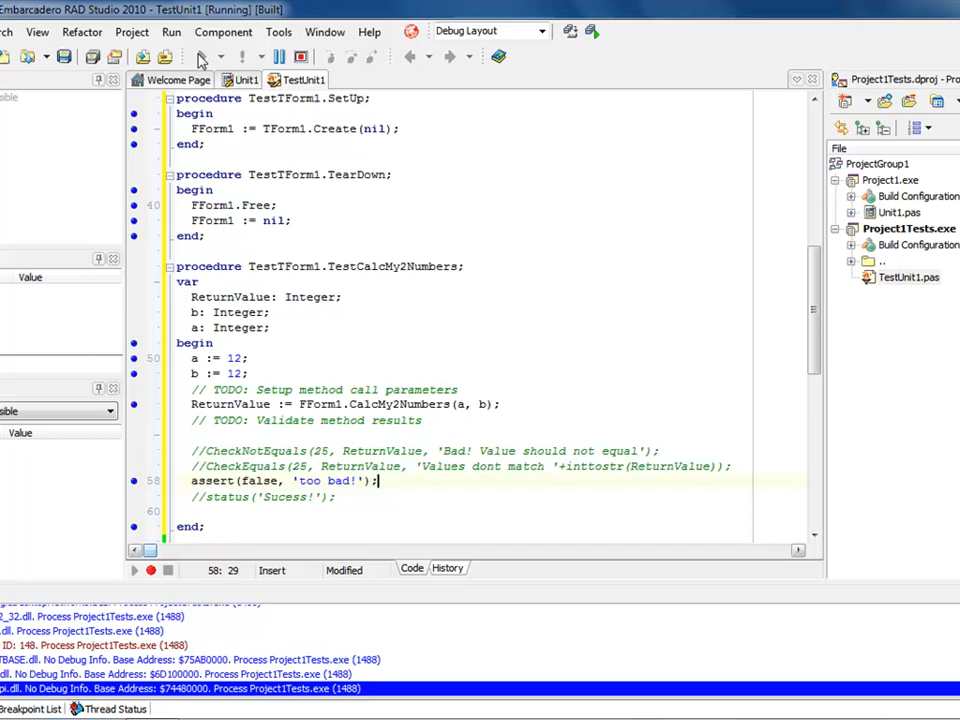 Embarcadero RAD Studio 2010 - TestUnit1 [Running] [Built]
rch View Refactor Project Run Component Tools Window Help Debug Layout
Welcome Page Unit1 TestUnit1
Project1Tests.dproj - Proj
sible
procedure TestTForm1.SetUp;
begin
FForm1 := TForm1.Create(nil);
end;
procedure TestTForm1.TearDown;
begin
40 FForm1.Free;
FForm1 := nil;
end;
procedure TestTForm1.TestCalcMy2Numbers;
var
ReturnValue: Integer;
b: Integer;
a: Integer;
begin
50 a := 12;
b := 12;
// TODO: Setup method call parameters
ReturnValue := FForm1.CalcMy2Numbers(a, b);
// TODO: Validate method results
//CheckNotEquals(25, ReturnValue, 'Bad! Value should not equal');
//CheckEquals(25, ReturnValue, 'Values dont match '+inttostr(ReturnValue));
58 assert(false, 'too bad!');
//status('Sucess!');
60
end;
Value
sible
Value
File
ProjectGroup1
Project1.exe
Build Configuration
Unit1.pas
Project1Tests.exe
Build Configuration
..
TestUnit1.pas
58: 29 Insert Modified Code History
2_32.dll. Process Project1Tests.exe (1488)
.dll. Process Project1Tests.exe (1488)
ID: 148. Process Project1Tests.exe (1488)
TBASE.dll. No Debug Info. Base Address: $75AB0000. Process Project1Tests.exe (1488)
.dll. No Debug Info. Base Address: $6D100000. Process Project1Tests.exe (1488)
pi.dll. No Debug Info. Base Address: $74480000. Process Project1Tests.exe (1488)
Breakpoint List Thread Status